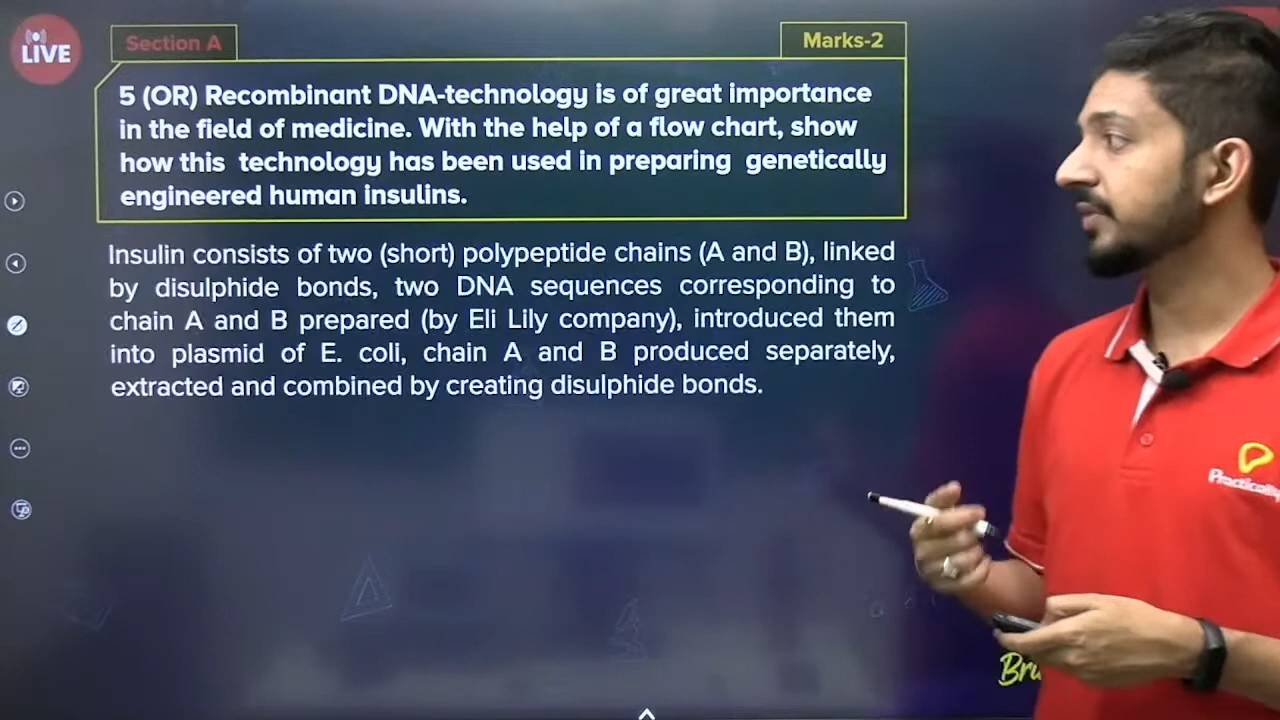 LIVE
Section A
Marks-2
5 (OR) Recombinant DNA-technology is of great importance
in the field of medicine. With the help of a flow chart, show
how this technology has been used in preparing genetically
engineered human insulins.
Insulin consists of two (short) polypeptide chains (A and B), linked
by disulphide bonds, two DNA sequences corresponding to
chain A and B prepared (by Eli Lily company), introduced them
into plasmid of E. coli, chain A and B produced separately,
extracted and combined by creating disulphide bonds.